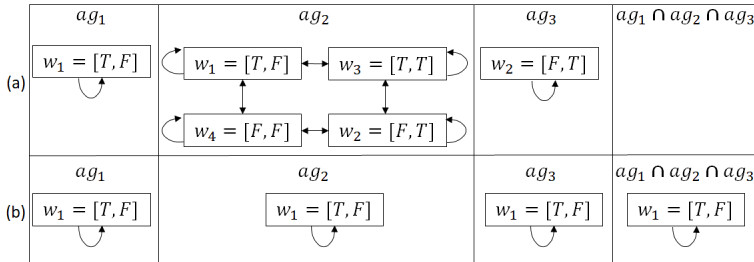 ag₁ ag₂ ag₃ ag₁ ∩ ag₂ ∩ ag₃
(a)
w₁ = [T, F] w₁ = [T, F] w₃ = [T, T] w₂ = [F, T]
w₄ = [F, F] w₂ = [F, T]
ag₁ ag₂ ag₃ ag₁ ∩ ag₂ ∩ ag₃
(b) w₁ = [T, F] w₁ = [T, F] w₁ = [T, F] w₁ = [T, F]